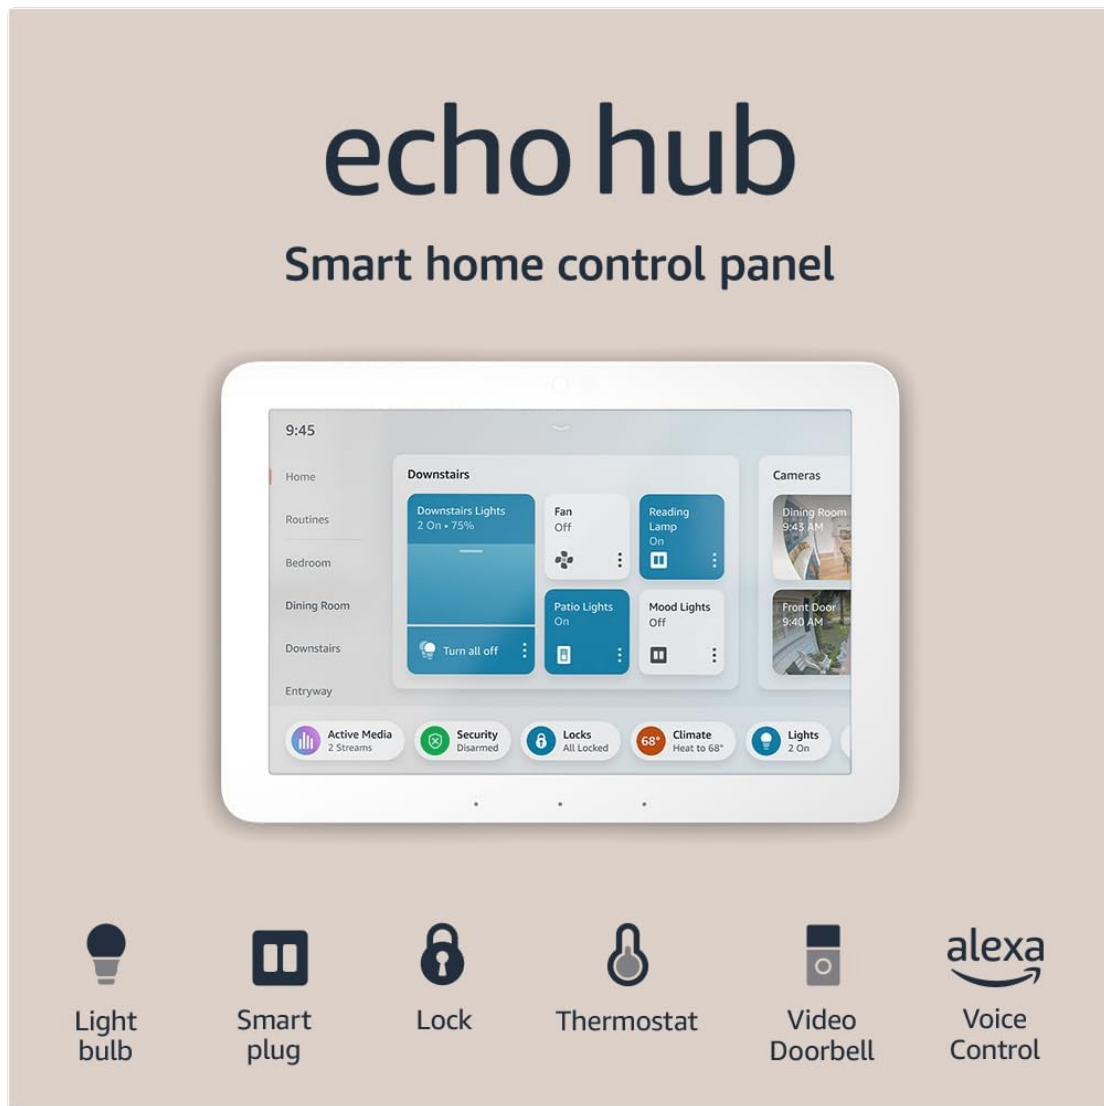 echo hub
Smart home control panel
9:45
Home
Routines
Bedroom
Dining Room
Downstairs
Entryway
Downstairs
Downstairs Lights
2 On • 75%
Turn all off
Fan
Off
Reading
Lamp
On
Patio Lights
On
Mood Lights
Off
Cameras
Dining Room
9:43 AM
Front Door
9:40 AM
Active Media
2 Streams
Security
Disarmed
Locks
All Locked
68°
Climate
Heat to 68°
Lights
2 On
Light
bulb
Smart
plug
Lock
Thermostat
Video
Doorbell
alexa
Voice
Control